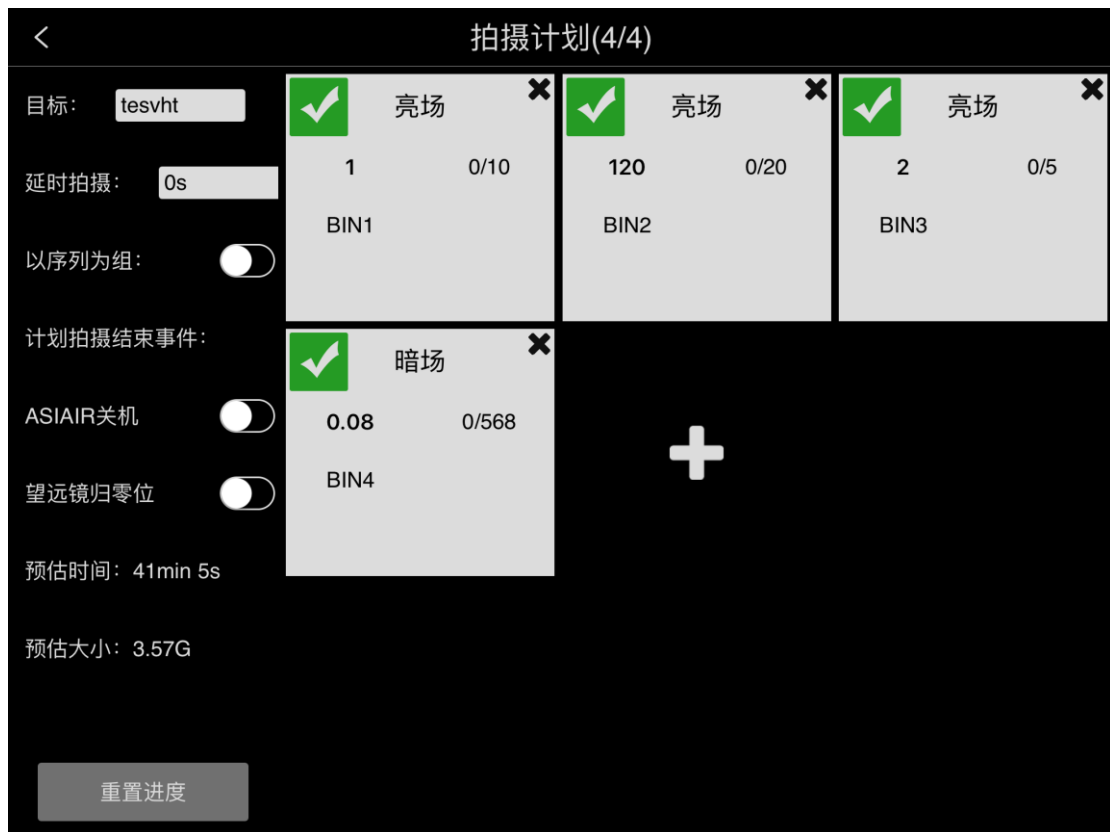 拍摄计划(4/4)
目标： tesvht
延时拍摄： 0s
以序列为组：
计划拍摄结束事件：
ASIAIR关机
望远镜归零位
预估时间：41min 5s
预估大小：3.57G
重置进度
亮场
1 0/10
BIN1
亮场
120 0/20
BIN2
亮场
2 0/5
BIN3
暗场
0.08 0/568
BIN4